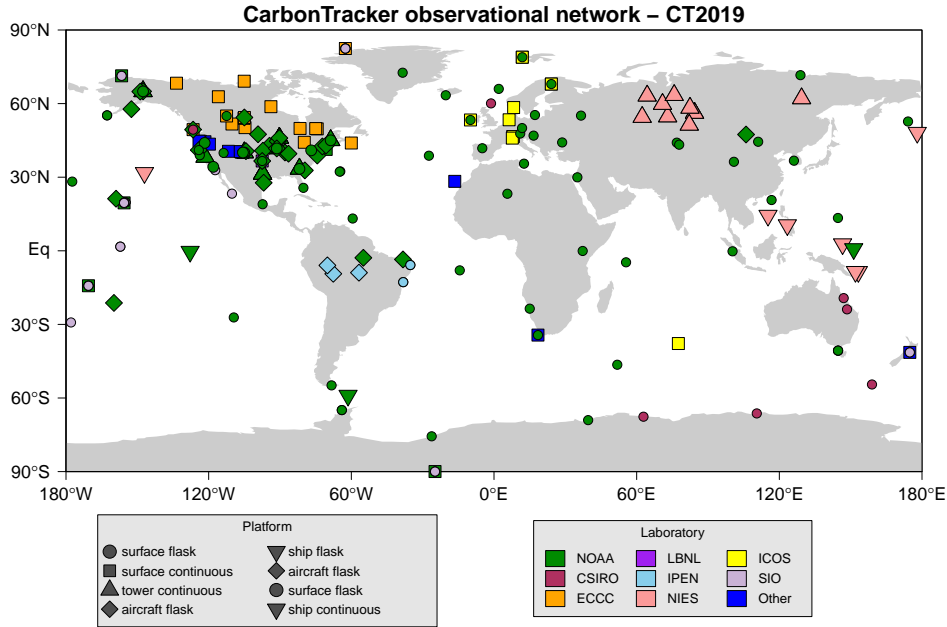 CarbonTracker observational network – CT2019
90°N
60°N
30°N
Eq
30°S
60°S
90°S
180°W 120°W 60°W 0°E 60°E 120°E 180°E
Platform
surface flask ship flask
surface continuous aircraft flask
tower continuous surface flask
aircraft flask ship continuous
Laboratory
NOAA LBNL ICOS
CSIRO IPEN SIO
ECCC NIES Other